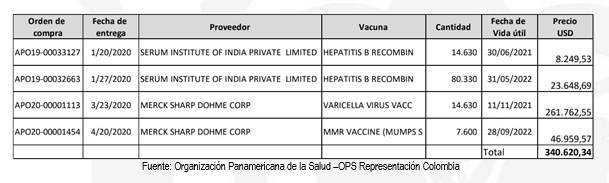 Orden de compra Fecha de entrega Proveedor Vacuna Cantidad Fecha de Vida útil Precio USD
APO19-00033127 1/20/2020 SERUM INSTITUTE OF INDIA PRIVATE LIMITED HEPATITIS B RECOMBIN 14.630 30/06/2021 8.249,53
APO19-00032663 1/27/2020 SERUM INSTITUTE OF INDIA PRIVATE LIMITED HEPATITIS B RECOMBIN 80.330 31/05/2022 23.648,69
APO20-00001113 3/23/2020 MERCK SHARP DOHME CORP VARICELLA VIRUS VACC 14.630 11/11/2021 261.762,55
APO20-00001454 4/20/2020 MERCK SHARP DOHME CORP MMR VACCINE (MUMPS S 7.600 28/09/2022 46.959,57
Total 340.620,34
Fuente: Organización Panamericana de la Salud –OPS Representación Colombia